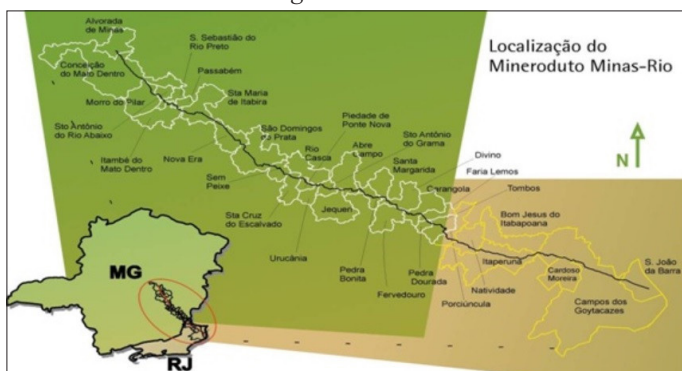 Alvorada
de Minas
Conceição
do Mato Dentro
S. Sebastião do
Rio Preto
Passabém
Sta Maria
de Itabira
Morro do Pilar
Sto Antônio
do Rio Abaixo
Itambé do
Mato Dentro
Nova Era
São Domingos
do Prata
Rio
Casca
Piedade de
Ponte Nova
Abre
Campo
Sto Antônio
do Grama
Santa
Margarida
Divino
Faria Lemos
Carangola
Tombos
Sem
Peixe
Sta Cruz
do Escalvado
Jequeri
Urucânia
Pedra
Bonita
Fervedouro
Pedra
Dourada
Porciúncula
Natividade
Itaperuna
Bom Jesus do
Itabapoana
Cardoso
Moreira
S. João
da Barra
Campos dos
Goytacazes
Localização do
Mineroduto Minas-Rio
N
MG
RJ